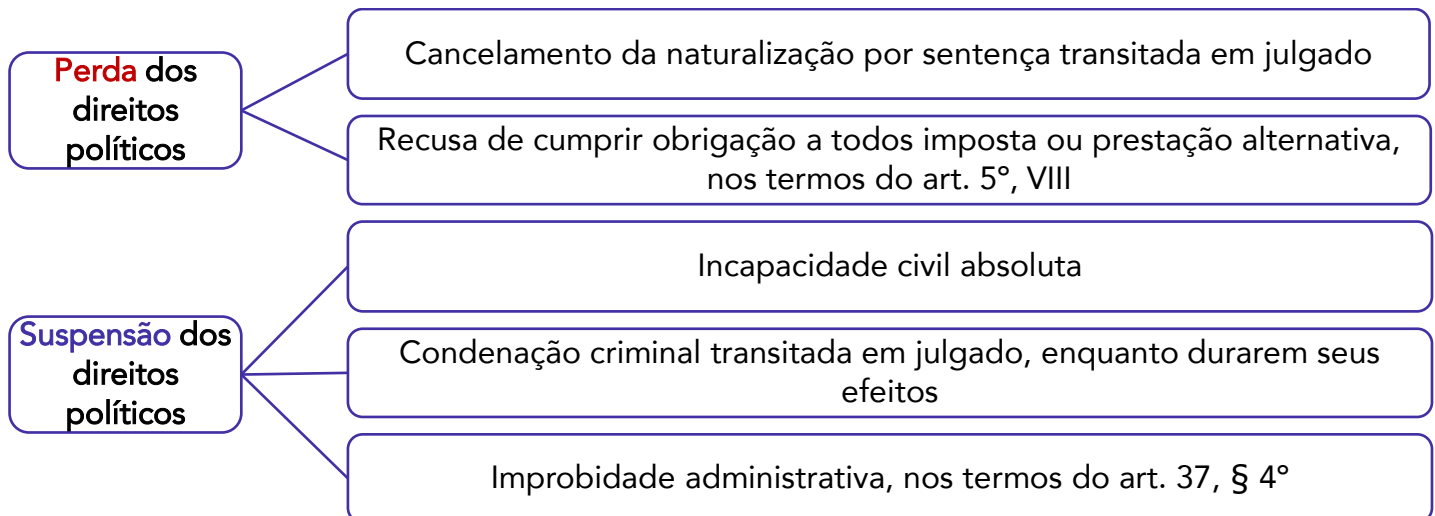 Perda dos
direitos
políticos
Cancelamento da naturalização por sentença transitada em julgado
Recusa de cumprir obrigação a todos imposta ou prestação alternativa,
nos termos do art. 5º, VIII
Suspensão dos
direitos
políticos
Incapacidade civil absoluta
Condenação criminal transitada em julgado, enquanto durarem seus
efeitos
Improbidade administrativa, nos termos do art. 37, § 4º